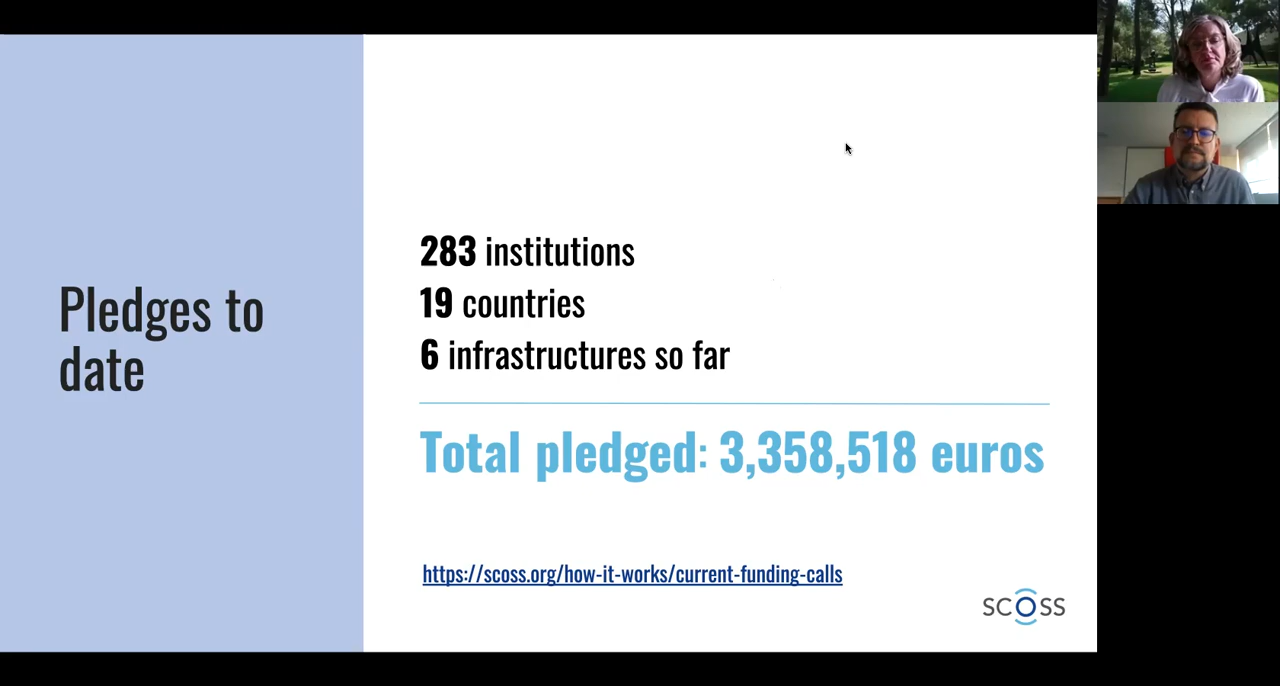 Pledges to
date
283 institutions
19 countries
6 infrastructures so far
Total pledged: 3,358,518 euros
https://scoss.org/how-it-works/current-funding-calls
SCOSS